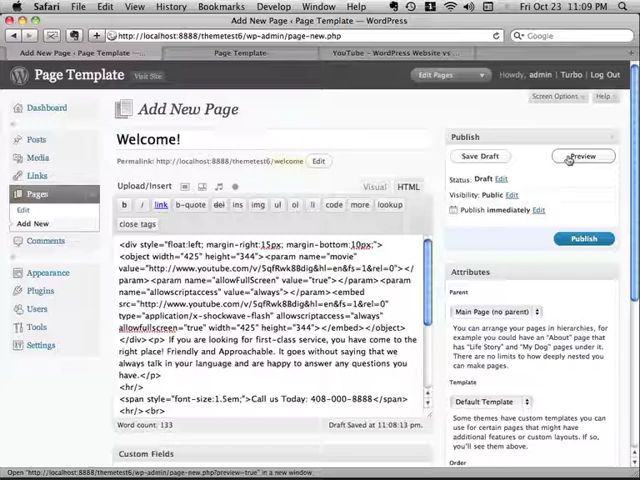 Safari File Edit View History Bookmarks Develop Window Help Fri Oct 23 11:09 PM
Add New Page ‹ Page Template — WordPress
http://localhost:8888/themetest6/wp-admin/page-new.php
Google
Add New Page ‹ Page Template —...
Page Template
YouTube - WordPress Website vs ...
Page Template
Visit Site
Edit Pages
Howdy, admin | Turbo | Log Out
Screen Options
Help
Dashboard
Posts
Media
Links
Pages
Edit
Add New
Comments
Appearance
Plugins
Users
Tools
Settings
Add New Page
Welcome!
Permalink: http://localhost:8888/themetest6/welcome Edit
Upload/Insert
Visual
HTML
b i link b-quote del ins img ul ol li code more lookup
close tags
<div style="float:left; margin-right:15px; margin-bottom:10px;">
<object width="425" height="344"><param name="movie"
value="http://www.youtube.com/v/5qfRwk8Bdig&hl=en&fs=1&rel=0"></
param><param name="allowFullScreen" value="true"></param><param
name="allowscriptaccess" value="always"></param><embed
src="http://www.youtube.com/v/5qfRwk8Bdig&hl=en&fs=1&rel=0"
type="application/x-shockwave-flash" allowscriptaccess="always"
allowfullscreen="true" width="425" height="344"></embed></object>
</div><p> If you are looking for first-class service, you have come to the
right place! Friendly and Approachable. It goes without saying that we
always talk in your language and are happy to answer any questions you
have.</p>
<hr/>
<span style="font-size:1.5em;">Call us Today: 408-000-8888</span>
<hr/><br>
Word count: 133
Draft Saved at 11:08:13 pm.
Custom Fields
Publish
Save Draft
Preview
Status: Draft Edit
Visibility: Public Edit
Publish immediately Edit
Publish
Attributes
Parent
Main Page (no parent)
You can arrange your pages in hierarchies, for
example you could have an "About" page that
has "Life Story" and "My Dog" pages under it.
There are no limits to how deeply nested you
can make pages.
Template
Default Template
Some themes have custom templates you can
use for certain pages that might have
additional features or custom layouts. If so,
you'll see them above.
Order
Open "http://localhost:8888/themetest6/wp-admin/page-new.php?preview=true" in a new window.